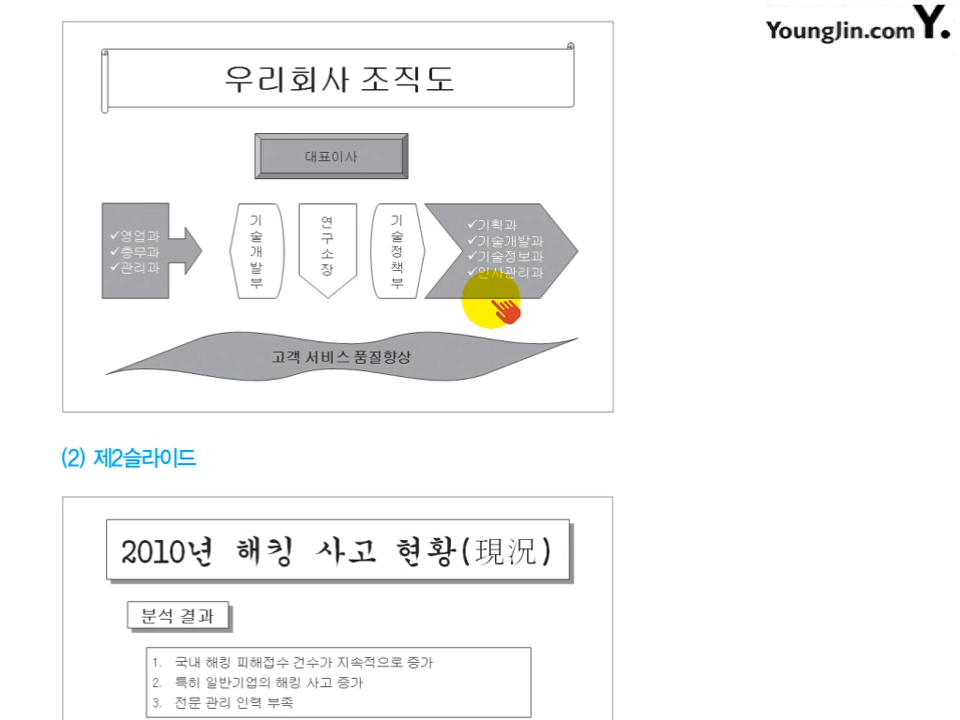 YoungJin.com Y.
우리회사 조직도
대표이사
✓영업과
✓총무과
✓관리과
기술개발부
연구소장
기술정책부
✓기획과
✓기술개발과
✓기술정보과
✓인사관리과
고객 서비스 품질향상
(2) 제2슬라이드
2010년 해킹 사고 현황(現況)
분석 결과
1. 국내 해킹 피해접수 건수가 지속적으로 증가
2. 특히 일반기업의 해킹 사고 증가
3. 전문 관리 인력 부족